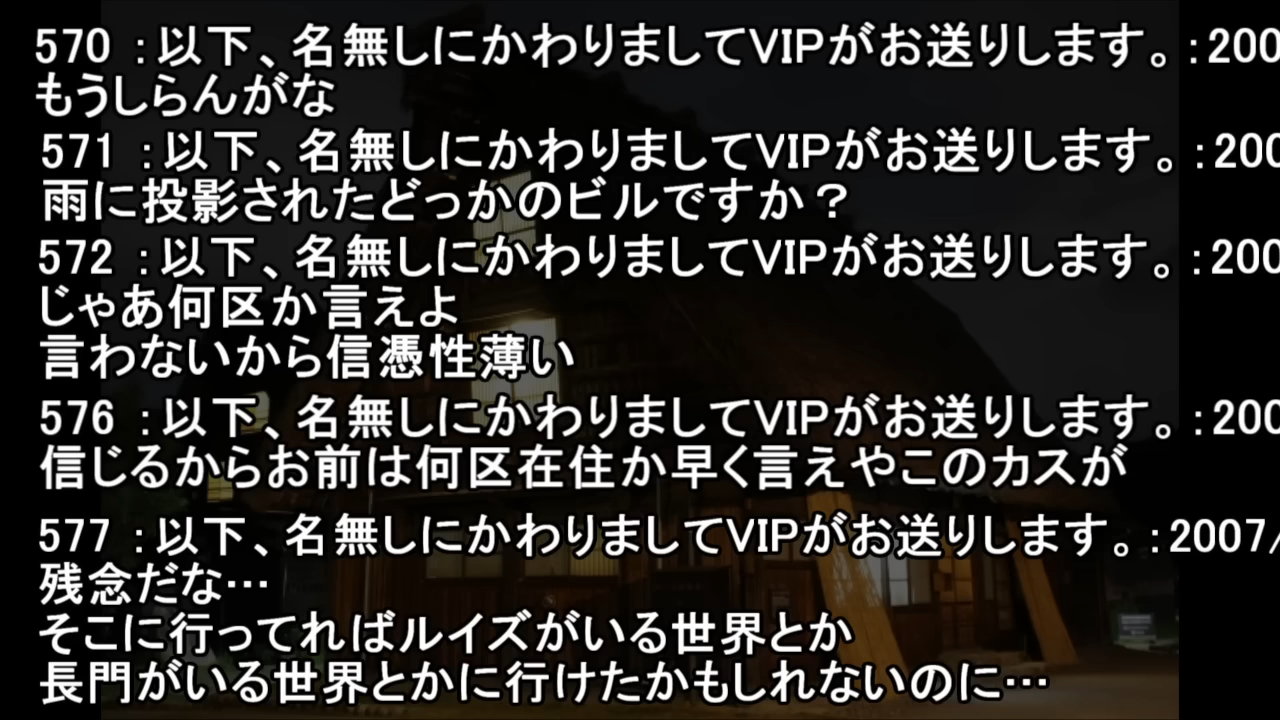 570 :以下、名無しにかわりましてVIPがお送りします。:200
もうしらんがな
571 :以下、名無しにかわりましてVIPがお送りします。:200
雨に投影されたどっかのビルですか？
572 :以下、名無しにかわりましてVIPがお送りします。:200
じゃあ何区か言えよ
言わないから信憑性薄い
576 :以下、名無しにかわりましてVIPがお送りします。:200
信じるからお前は何区在住か早く言えやこのカスが
577 :以下、名無しにかわりましてVIPがお送りします。:2007/
残念だな…
そこに行ってればルイズがいる世界とか
長門がいる世界とかに行けたかもしれないのに…